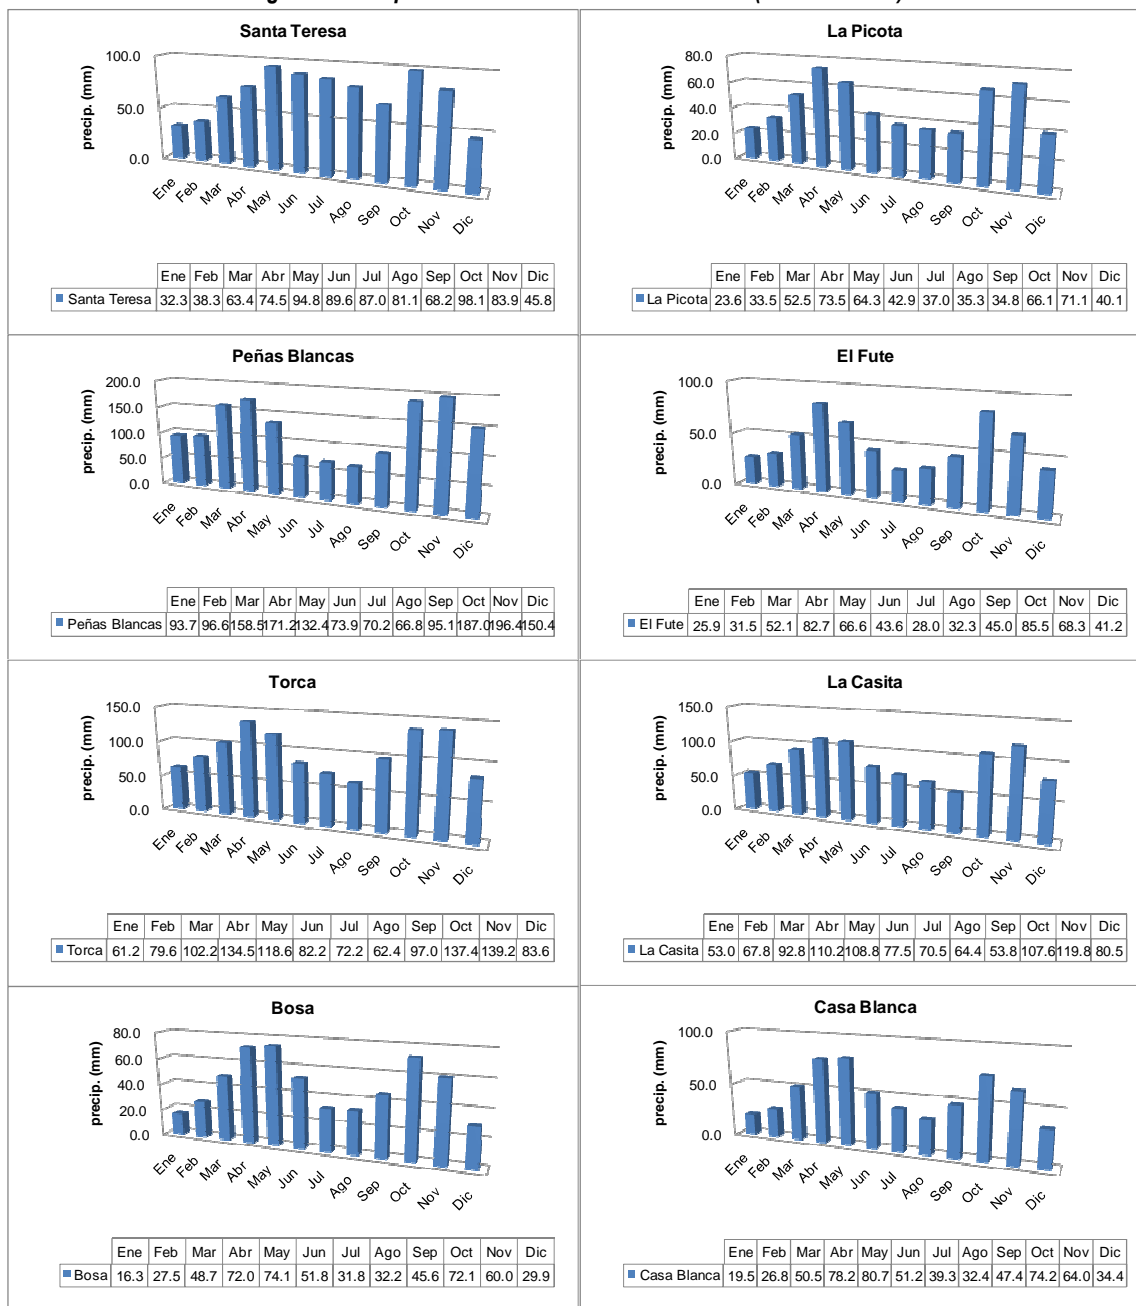 Santa Teresa
precip. (mm)
100.0
50.0
0.0
Ene Feb Mar Abr May Jun Jul Ago Sep Oct Nov Dic
Ene Feb Mar Abr May Jun Jul Ago Sep Oct Nov Dic
Santa Teresa 32.3 38.3 63.4 74.5 94.8 89.6 87.0 81.1 68.2 98.1 83.9 45.8
La Picota
precip. (mm)
80.0
60.0
40.0
20.0
0.0
Ene Feb Mar Abr May Jun Jul Ago Sep Oct Nov Dic
Ene Feb Mar Abr May Jun Jul Ago Sep Oct Nov Dic
La Picota 23.6 33.5 52.5 73.5 64.3 42.9 37.0 35.3 34.8 66.1 71.1 40.1
Peñas Blancas
precip. (mm)
200.0
150.0
100.0
50.0
0.0
Ene Feb Mar Abr May Jun Jul Ago Sep Oct Nov Dic
Ene Feb Mar Abr May Jun Jul Ago Sep Oct Nov Dic
Peñas Blancas 93.7 96.6 158.5 171.2 132.4 73.9 70.2 66.8 95.1 187.0 196.4 150.4
El Fute
precip. (mm)
100.0
50.0
0.0
Ene Feb Mar Abr May Jun Jul Ago Sep Oct Nov Dic
Ene Feb Mar Abr May Jun Jul Ago Sep Oct Nov Dic
El Fute 25.9 31.5 52.1 82.7 66.6 43.6 28.0 32.3 45.0 85.5 68.3 41.2
Torca
precip. (mm)
150.0
100.0
50.0
0.0
Ene Feb Mar Abr May Jun Jul Ago Sep Oct Nov Dic
Ene Feb Mar Abr May Jun Jul Ago Sep Oct Nov Dic
Torca 61.2 79.6 102.2 134.5 118.6 82.2 72.2 62.4 97.0 137.4 139.2 83.6
La Casita
precip. (mm)
150.0
100.0
50.0
0.0
Ene Feb Mar Abr May Jun Jul Ago Sep Oct Nov Dic
Ene Feb Mar Abr May Jun Jul Ago Sep Oct Nov Dic
La Casita 53.0 67.8 92.8 110.2 108.8 77.5 70.5 64.4 53.8 107.6 119.8 80.5
Bosa
precip. (mm)
80.0
60.0
40.0
20.0
0.0
Ene Feb Mar Abr May Jun Jul Ago Sep Oct Nov Dic
Ene Feb Mar Abr May Jun Jul Ago Sep Oct Nov Dic
Bosa 16.3 27.5 48.7 72.0 74.1 51.8 31.8 32.2 45.6 72.1 60.0 29.9
Casa Blanca
precip. (mm)
100.0
50.0
0.0
Ene Feb Mar Abr May Jun Jul Ago Sep Oct Nov Dic
Ene Feb Mar Abr May Jun Jul Ago Sep Oct Nov Dic
Casa Blanca 19.5 26.8 50.5 78.2 80.7 51.2 39.3 32.4 47.4 74.2 64.0 34.4